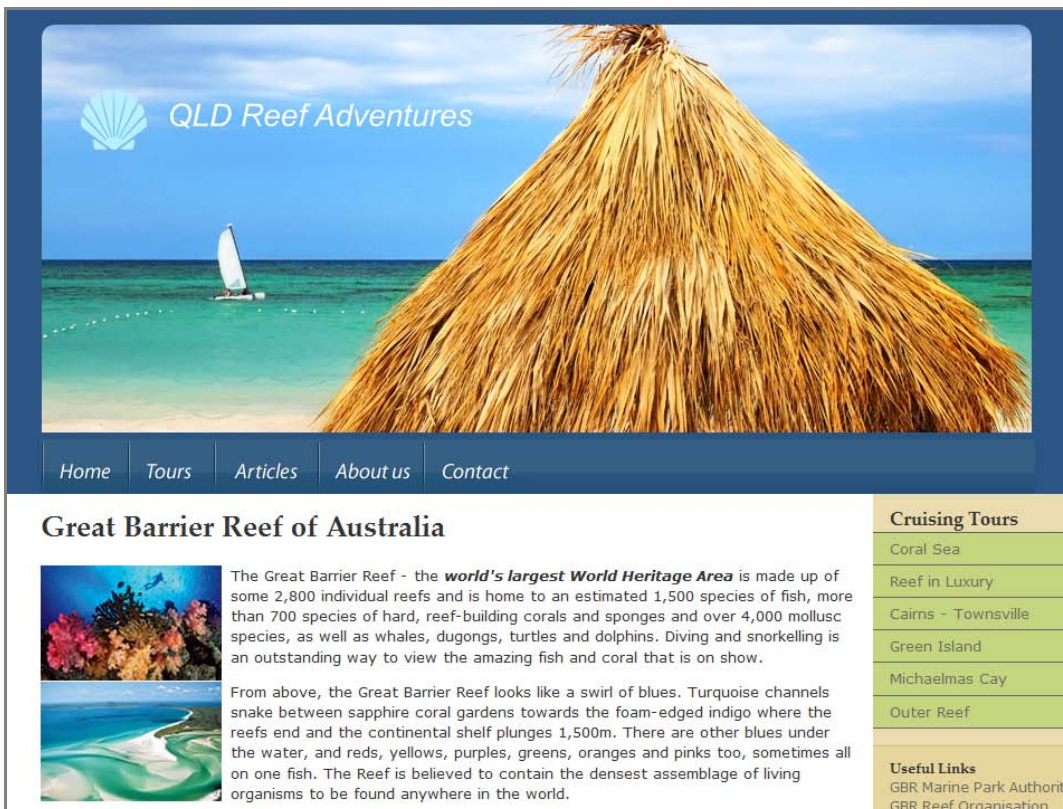 QLD Reef Adventures
Home Tours Articles About us Contact
Great Barrier Reef of Australia
The Great Barrier Reef - the world's largest World Heritage Area is made up of
some 2,800 individual reefs and is home to an estimated 1,500 species of fish, more
than 700 species of hard, reef-building corals and sponges and over 4,000 mollusc
species, as well as whales, dugongs, turtles and dolphins. Diving and snorkelling is
an outstanding way to view the amazing fish and coral that is on show.
From above, the Great Barrier Reef looks like a swirl of blues. Turquoise channels
snake between sapphire coral gardens towards the foam-edged indigo where the
reefs end and the continental shelf plunges 1,500m. There are other blues under
the water, and reds, yellows, purples, greens, oranges and pinks too, sometimes all
on one fish. The Reef is believed to contain the densest assemblage of living
organisms to be found anywhere in the world.
Cruising Tours
Coral Sea
Reef in Luxury
Cairns - Townsville
Green Island
Michaelmas Cay
Outer Reef
Useful Links
GBR Marine Park Authori
GBR Reef Organisation